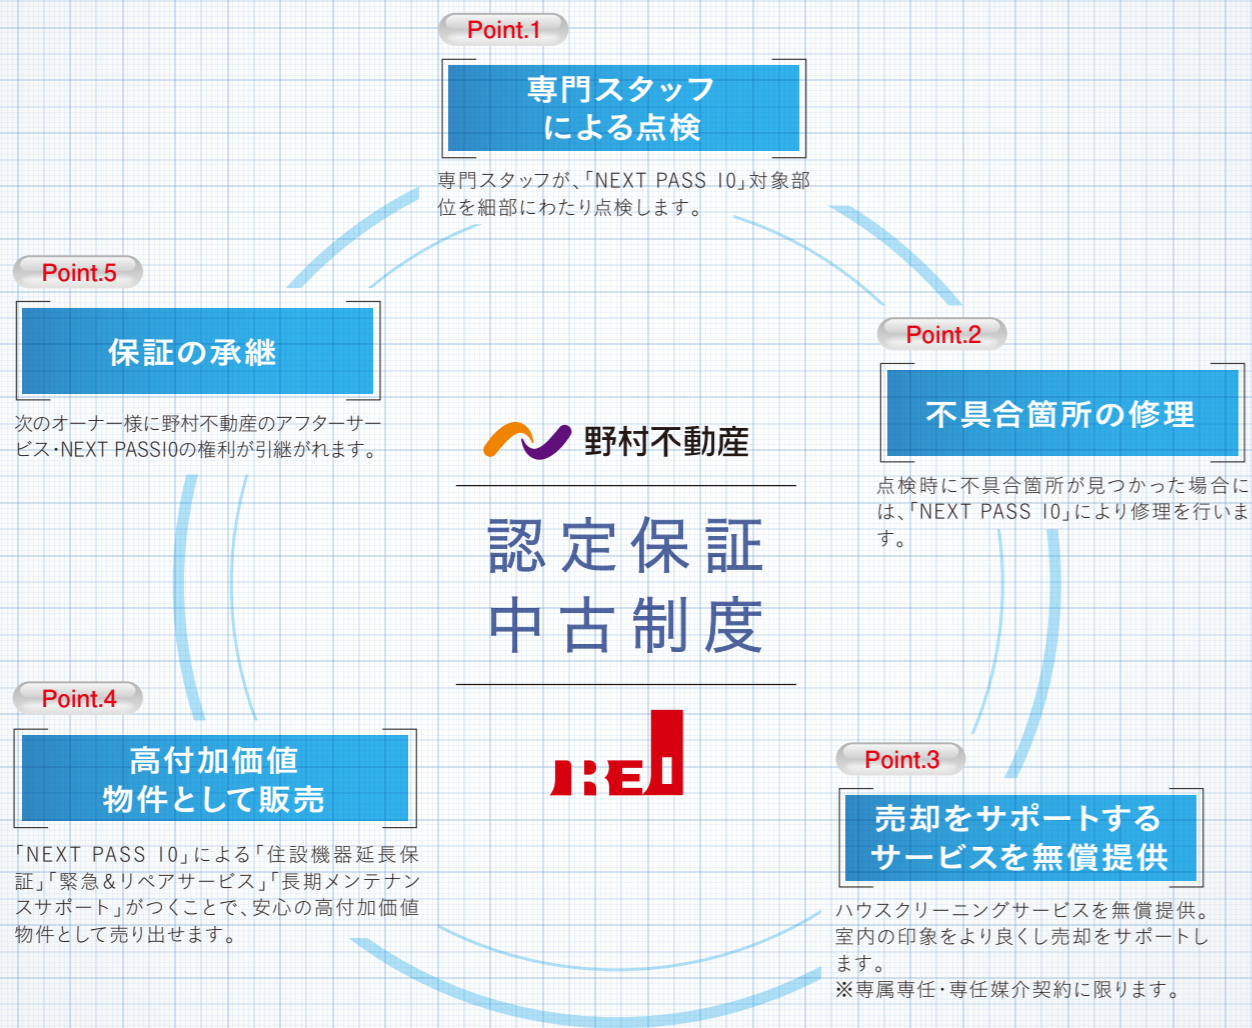 Point.1
専門スタッフ
による点検
専門スタッフが、「NEXT PASS 10」対象部
位を細部にわたり点検します。
Point.2
不具合箇所の修理
点検時に不具合箇所が見つかった場合に
は、「NEXT PASS 10」により修理を行いま
す。
Point.3
売却をサポートする
サービスを無償提供
ハウスクリーニングサービスを無償提供。
室内の印象をより良くし売却をサポートし
ます。
※専属専任・専任媒介契約に限ります。
Point.4
高付加価値
物件として販売
「NEXT PASS 10」による「住設機器延長保
証」「緊急&リペアサービス」「長期メンテナン
スサポート」がつくことで、安心の高付加価値
物件として売り出せます。
Point.5
保証の承継
次のオーナー様に野村不動産のアフターサー
ビス・NEXT PASS10の権利が引継がれます。
野村不動産
認定保証
中古制度